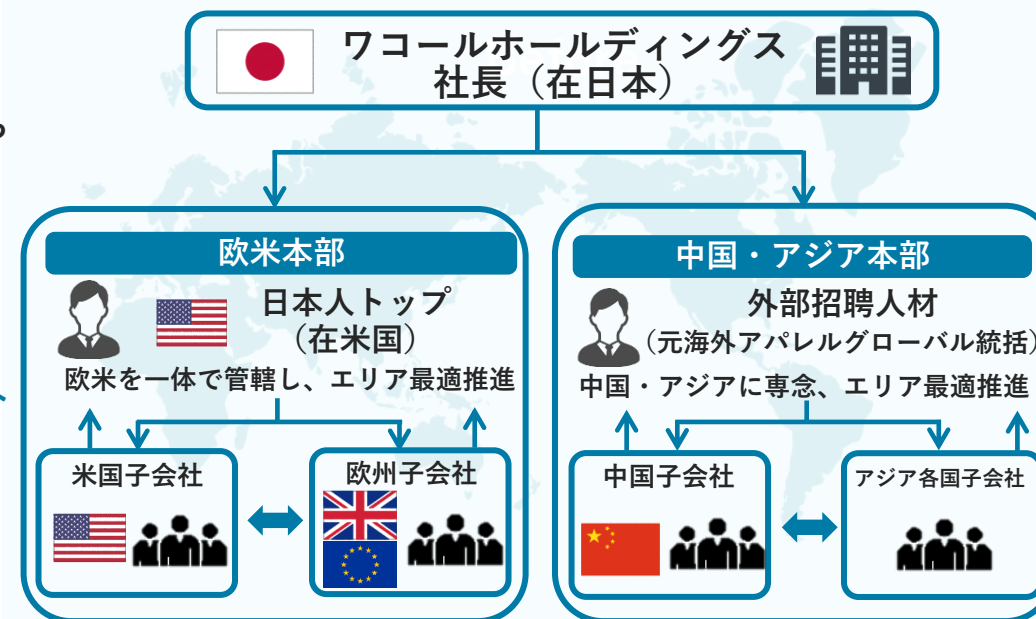 ワコールホールディングス
社長（在日本）
欧米本部
日本人トップ
（在米国）
欧米を一体で管轄し、エリア最適推進
米国子会社
欧州子会社
中国・アジア本部
外部招聘人材
（元海外アパレルグローバル統括）
中国・アジアに専念、エリア最適推進
中国子会社
アジア各国子会社